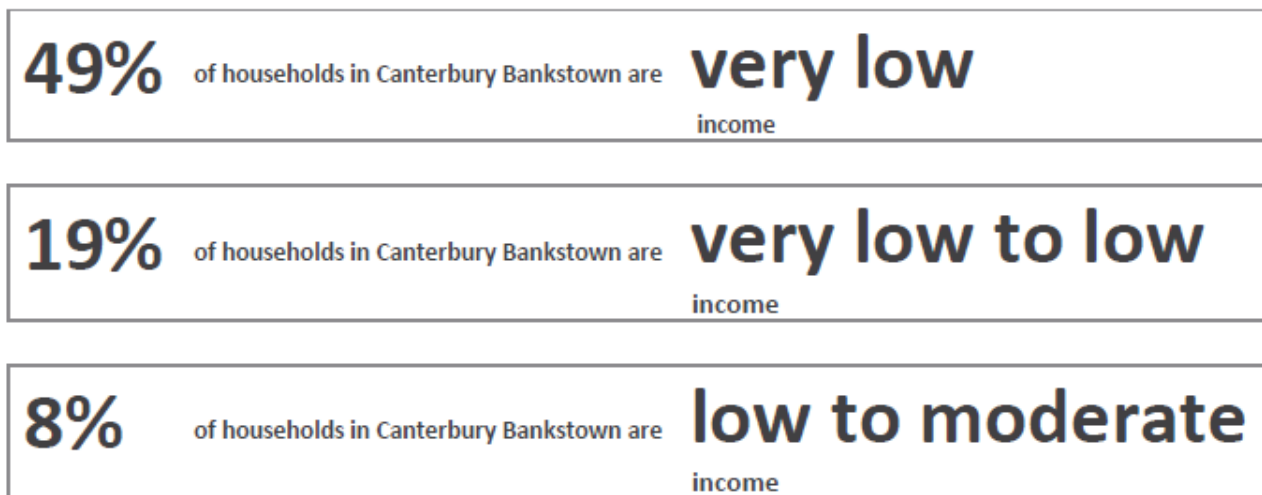 49% of households in Canterbury Bankstown are very low
income
19% of households in Canterbury Bankstown are very low to low
income
8% of households in Canterbury Bankstown are low to moderate
income